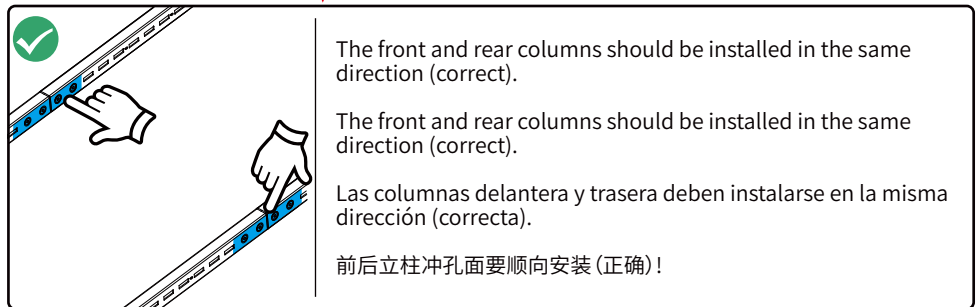 The front and rear columns should be installed in the same
direction (correct).
The front and rear columns should be installed in the same
direction (correct).
Las columnas delantera y trasera deben instalarse en la misma
dirección (correcta).
前后立柱冲孔面要顺向安装(正确)!